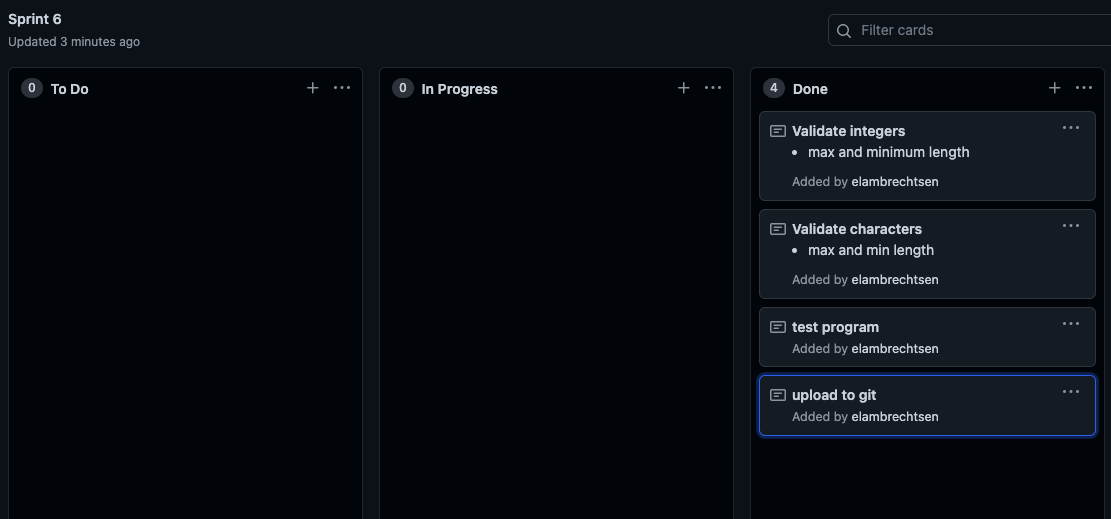 Sprint 6
Updated 3 minutes ago
Filter cards
0 To Do
0 In Progress
4 Done
Validate integers
• max and minimum length
Added by elambrechtsen
Validate characters
• max and min length
Added by elambrechtsen
test program
Added by elambrechtsen
upload to git
Added by elambrechtsen